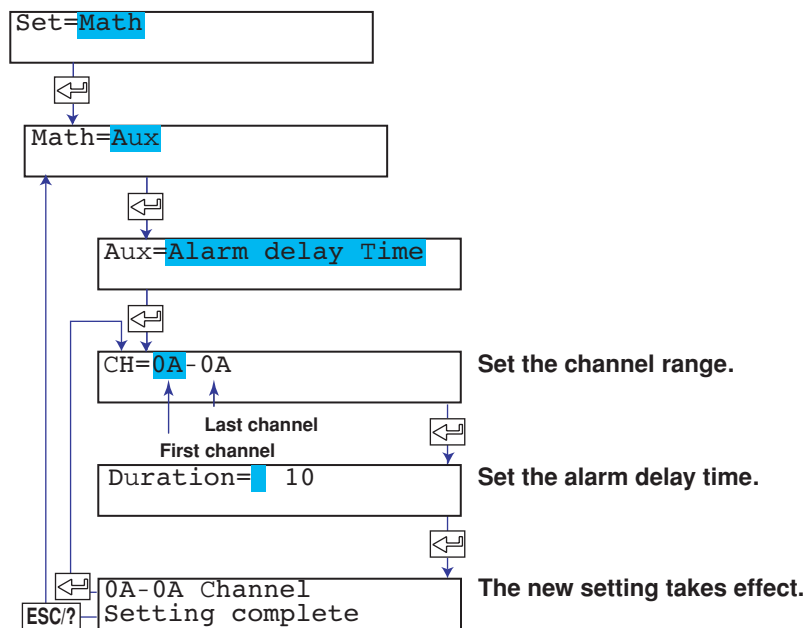 Set=Math
Math=Aux
Aux=Alarm delay Time
CH=0A-0A
Set the channel range.
Last channel
First channel
Duration= 10
Set the alarm delay time.
0A-0A Channel
The new setting takes effect.
ESC/?
Setting complete